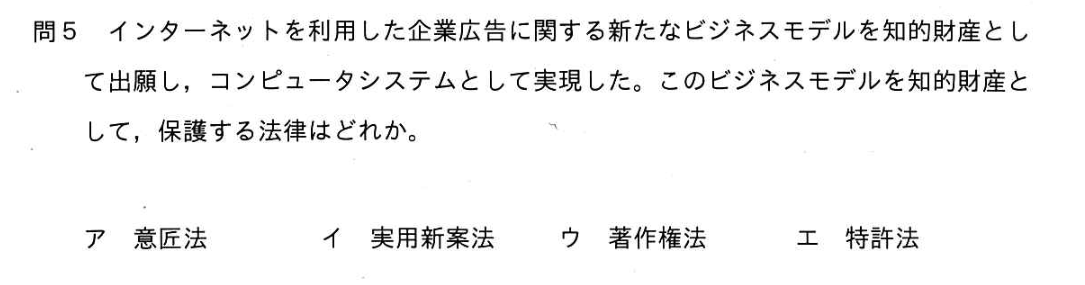 問5 インターネットを利用した企業広告に関する新たなビジネスモデルを知的財産とし
て出願し，コンピュータシステムとして実現した。このビジネスモデルを知的財産と
して，保護する法律はどれか。
ア 意匠法 イ 実用新案法 ウ 著作権法 エ 特許法